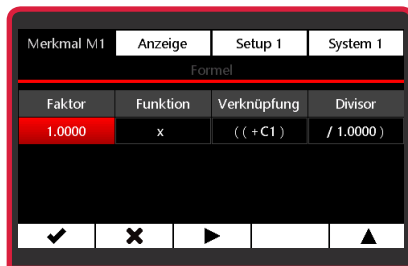 Merkmal M1 Anzeige Setup 1 System 1
Formel
Faktor Funktion Verknüpfung Divisor
1.0000 x ( ( + C1 ) / 1.0000 )